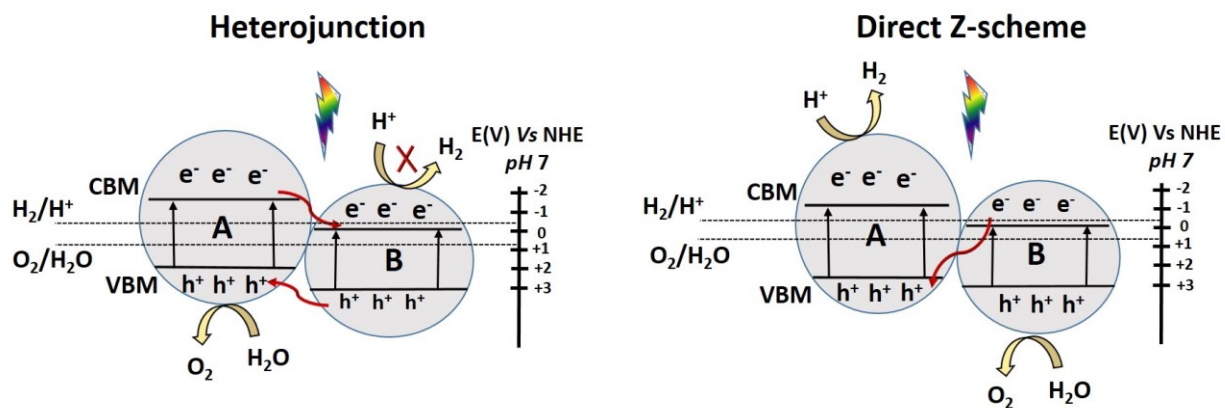 Heterojunction
H⁺
H₂
E(V) Vs NHE
pH 7
CBM
e⁻ e⁻ e⁻
e⁻ e⁻ e⁻
H₂/H⁺
A
O₂/H₂O
B
VBM
h⁺ h⁺ h⁺
h⁺ h⁺ h⁺
O₂
H₂O
-2
-1
0
+1
+2
+3
Direct Z-scheme
H₂
H⁺
E(V) Vs NHE
pH 7
CBM
e⁻ e⁻ e⁻
e⁻ e⁻ e⁻
H₂/H⁺
A
O₂/H₂O
B
VBM
h⁺ h⁺ h⁺
h⁺ h⁺ h⁺
O₂
H₂O
-2
-1
0
+1
+2
+3